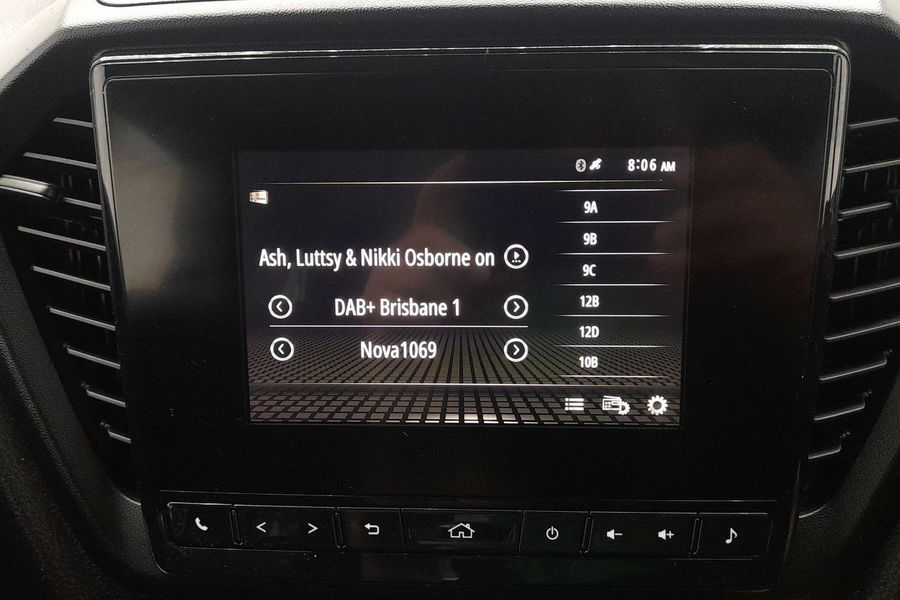 8:06 AM
9A
9B
Ash, Luttsy & Nikki Osborne on
9C
DAB+ Brisbane 1
12B
12D
Nova1069
10B